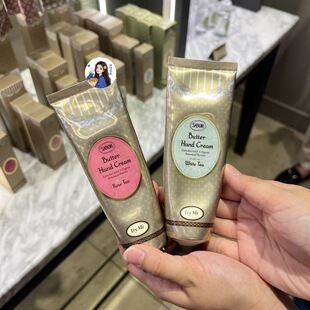 SABON
Butter
Hand Cream
Rose Tea
Try Me
SABON
Butter
Hand Cream
White Tea
Try Me